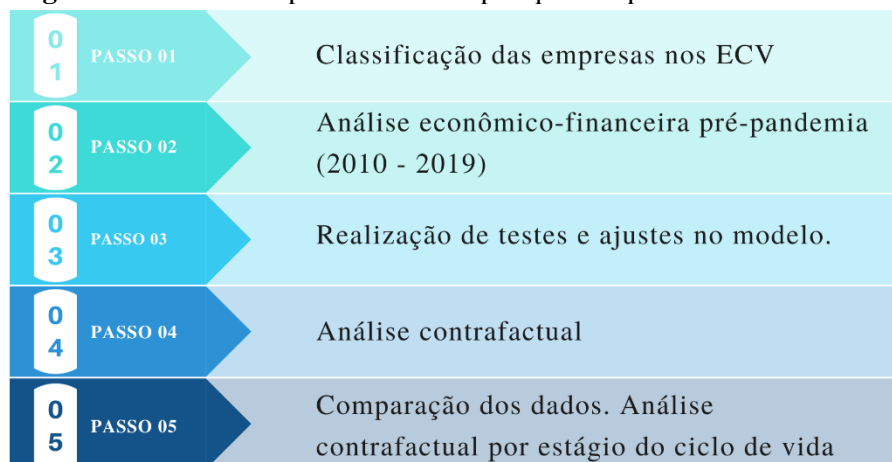 0
1
PASSO 01
Classificação das empresas nos ECV
0
2
PASSO 02
Análise econômico-financeira pré-pandemia
(2010 - 2019)
0
3
PASSO 03
Realização de testes e ajustes no modelo.
0
4
PASSO 04
Análise contrafactual
0
5
PASSO 05
Comparação dos dados. Análise
contrafactual por estágio do ciclo de vida